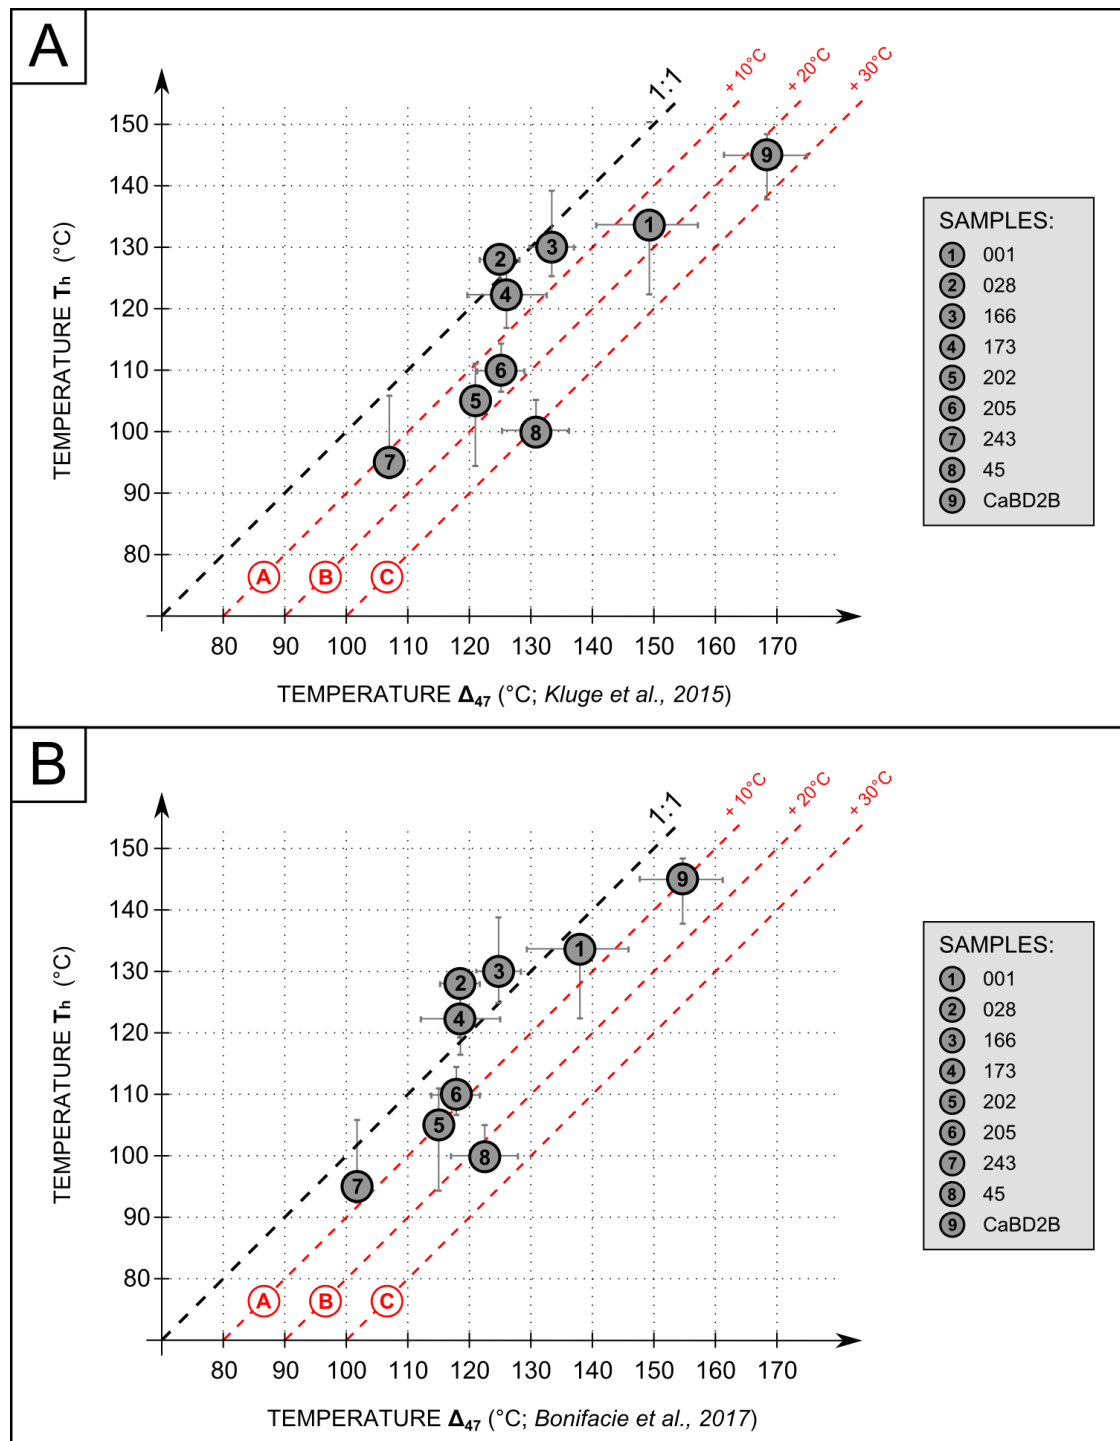 A
1:1
+ 10°C
+ 20°C
+ 30°C
150
140
130
120
110
100
90
80
TEMPERATURE Th (°C)
9
1
3
2
4
6
5
8
7
A
B
C
80 90 100 110 120 130 140 150 160 170
TEMPERATURE Δ47 (°C; Kluge et al., 2015)
SAMPLES:
1 001
2 028
3 166
4 173
5 202
6 205
7 243
8 45
9 CaBD2B
B
1:1
+ 10°C
+ 20°C
+ 30°C
150
140
130
120
110
100
90
80
TEMPERATURE Th (°C)
9
1
3
2
4
6
5
8
7
A
B
C
80 90 100 110 120 130 140 150 160 170
TEMPERATURE Δ47 (°C; Bonifacie et al., 2017)
SAMPLES:
1 001
2 028
3 166
4 173
5 202
6 205
7 243
8 45
9 CaBD2B